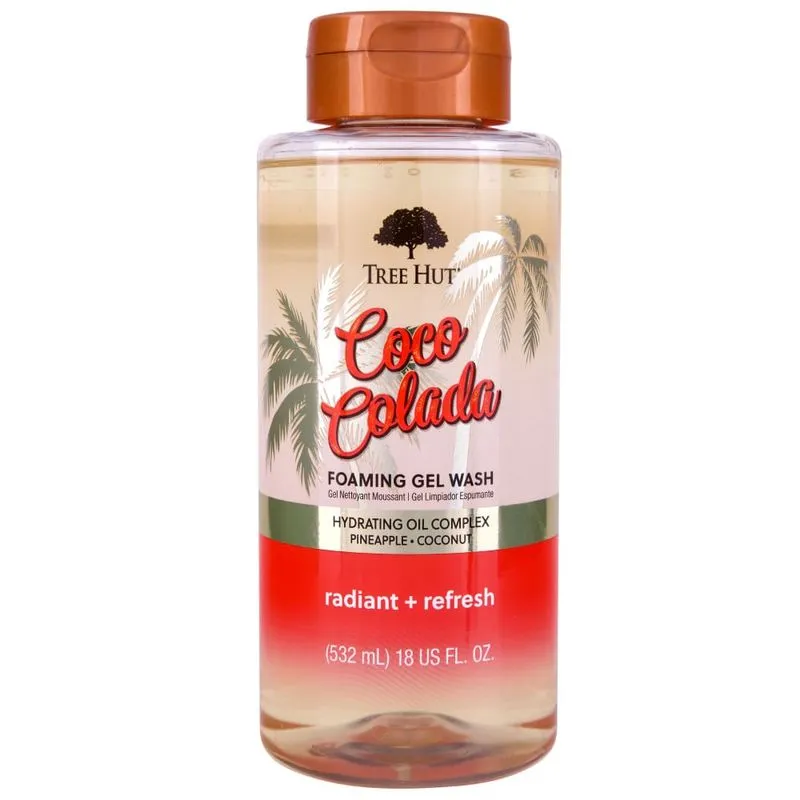 TREE HUT
Coco
Colada
FOAMING GEL WASH
Gel Nettoyant Moussant | Gel Limpiador Espumante
HYDRATING OIL COMPLEX
PINEAPPLE • COCONUT
radiant + refresh
(532 mL) 18 US FL. OZ.